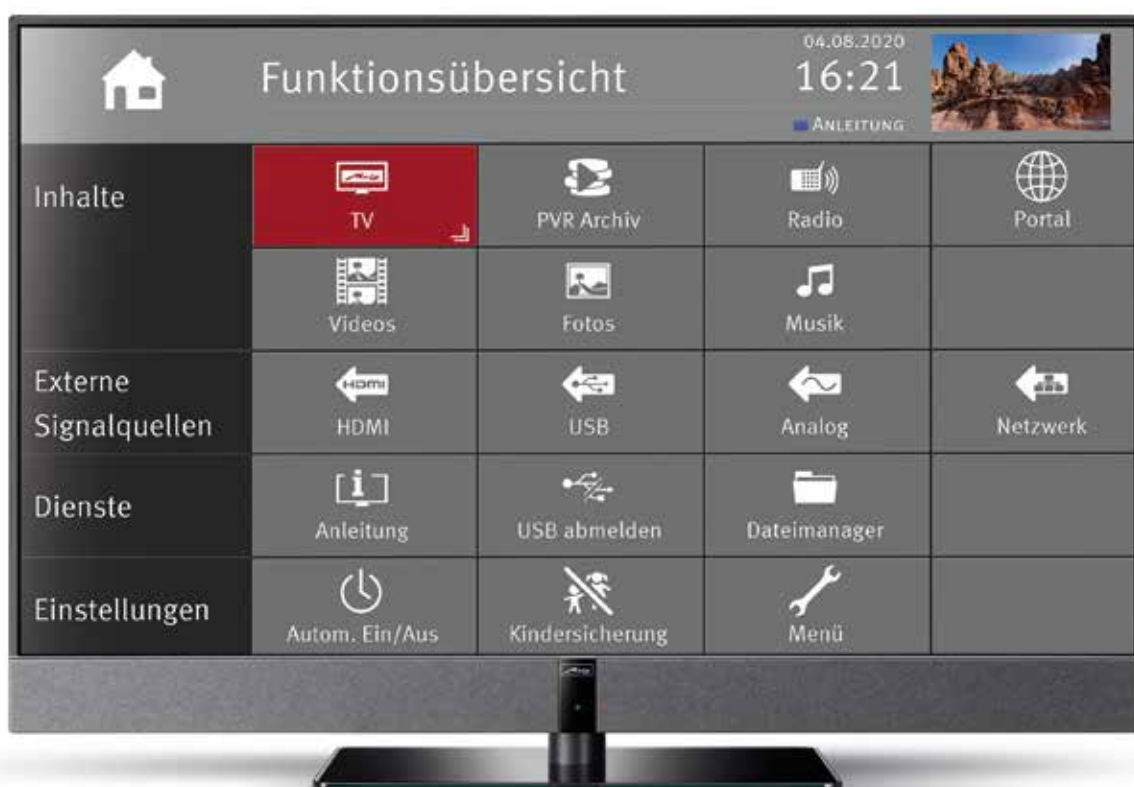 Funktionsübersicht
04.08.2020
16:21
ANLEITUNG
Inhalte
TV
PVR Archiv
Radio
Portal
Videos
Fotos
Musik
Externe
Signalquellen
HDMI
HDMI
USB
Analog
Netzwerk
Dienste
Anleitung
USB abmelden
Dateimanager
Einstellungen
Autom. Ein/Aus
Kindersicherung
Menü